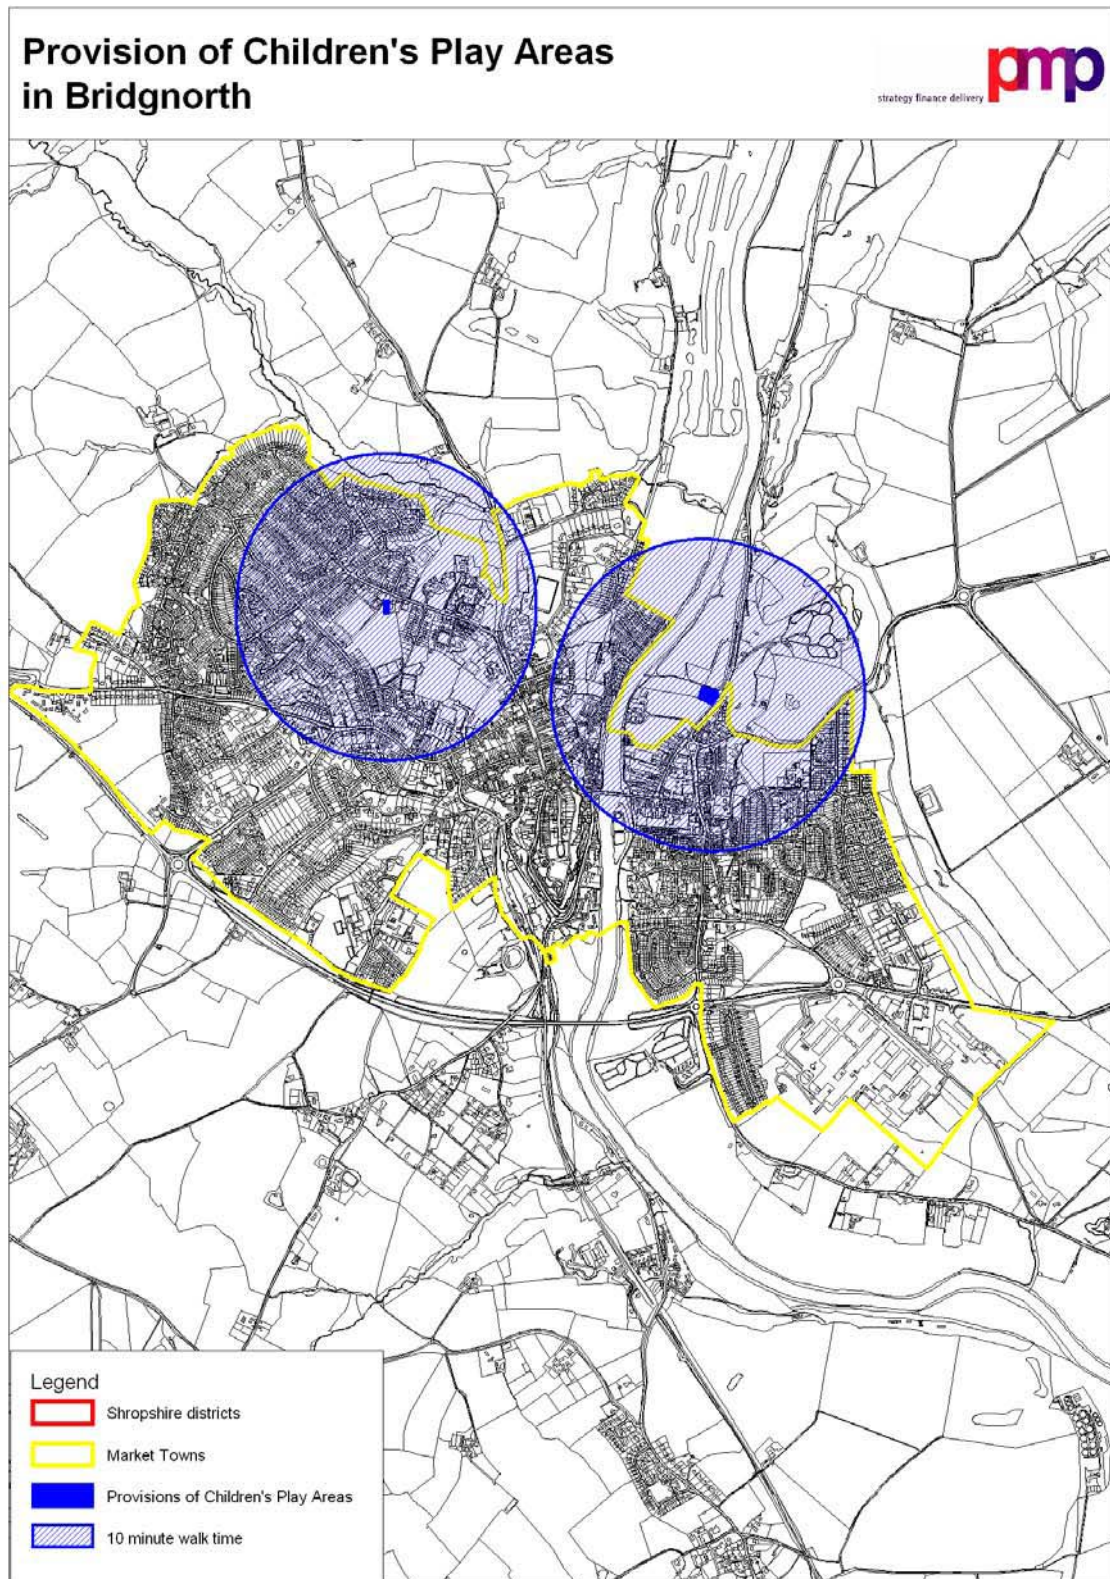 Provision of Children's Play Areas
in Bridgnorth
pmp
strategy finance delivery
Legend
Shropshire districts
Market Towns
Provisions of Children's Play Areas
10 minute walk time